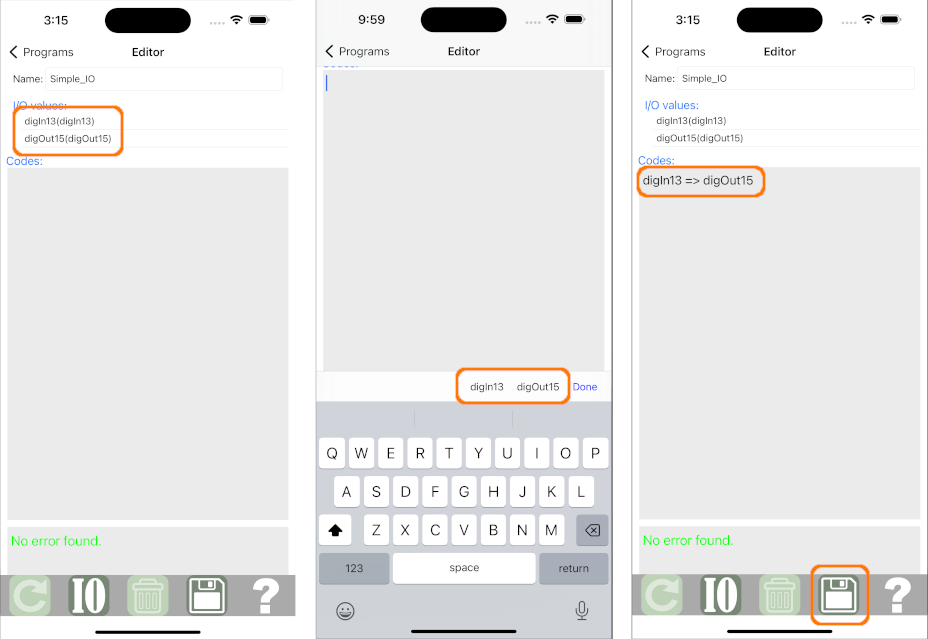 3:15
Programs
Editor
Name: Simple_IO
I/O values:
digIn13(digIn13)
digOut15(digOut15)
Codes:
No error found.
IO
?
9:59
Programs
Editor
Codes:
digIn13 digOut15 Done
Q W E R T Y U I O P
A S D F G H J K L
Z X C V B N M
123 space return
3:15
Programs
Editor
Name: Simple_IO
I/O values:
digIn13(digIn13)
digOut15(digOut15)
Codes:
digIn13 => digOut15
No error found.
IO
?